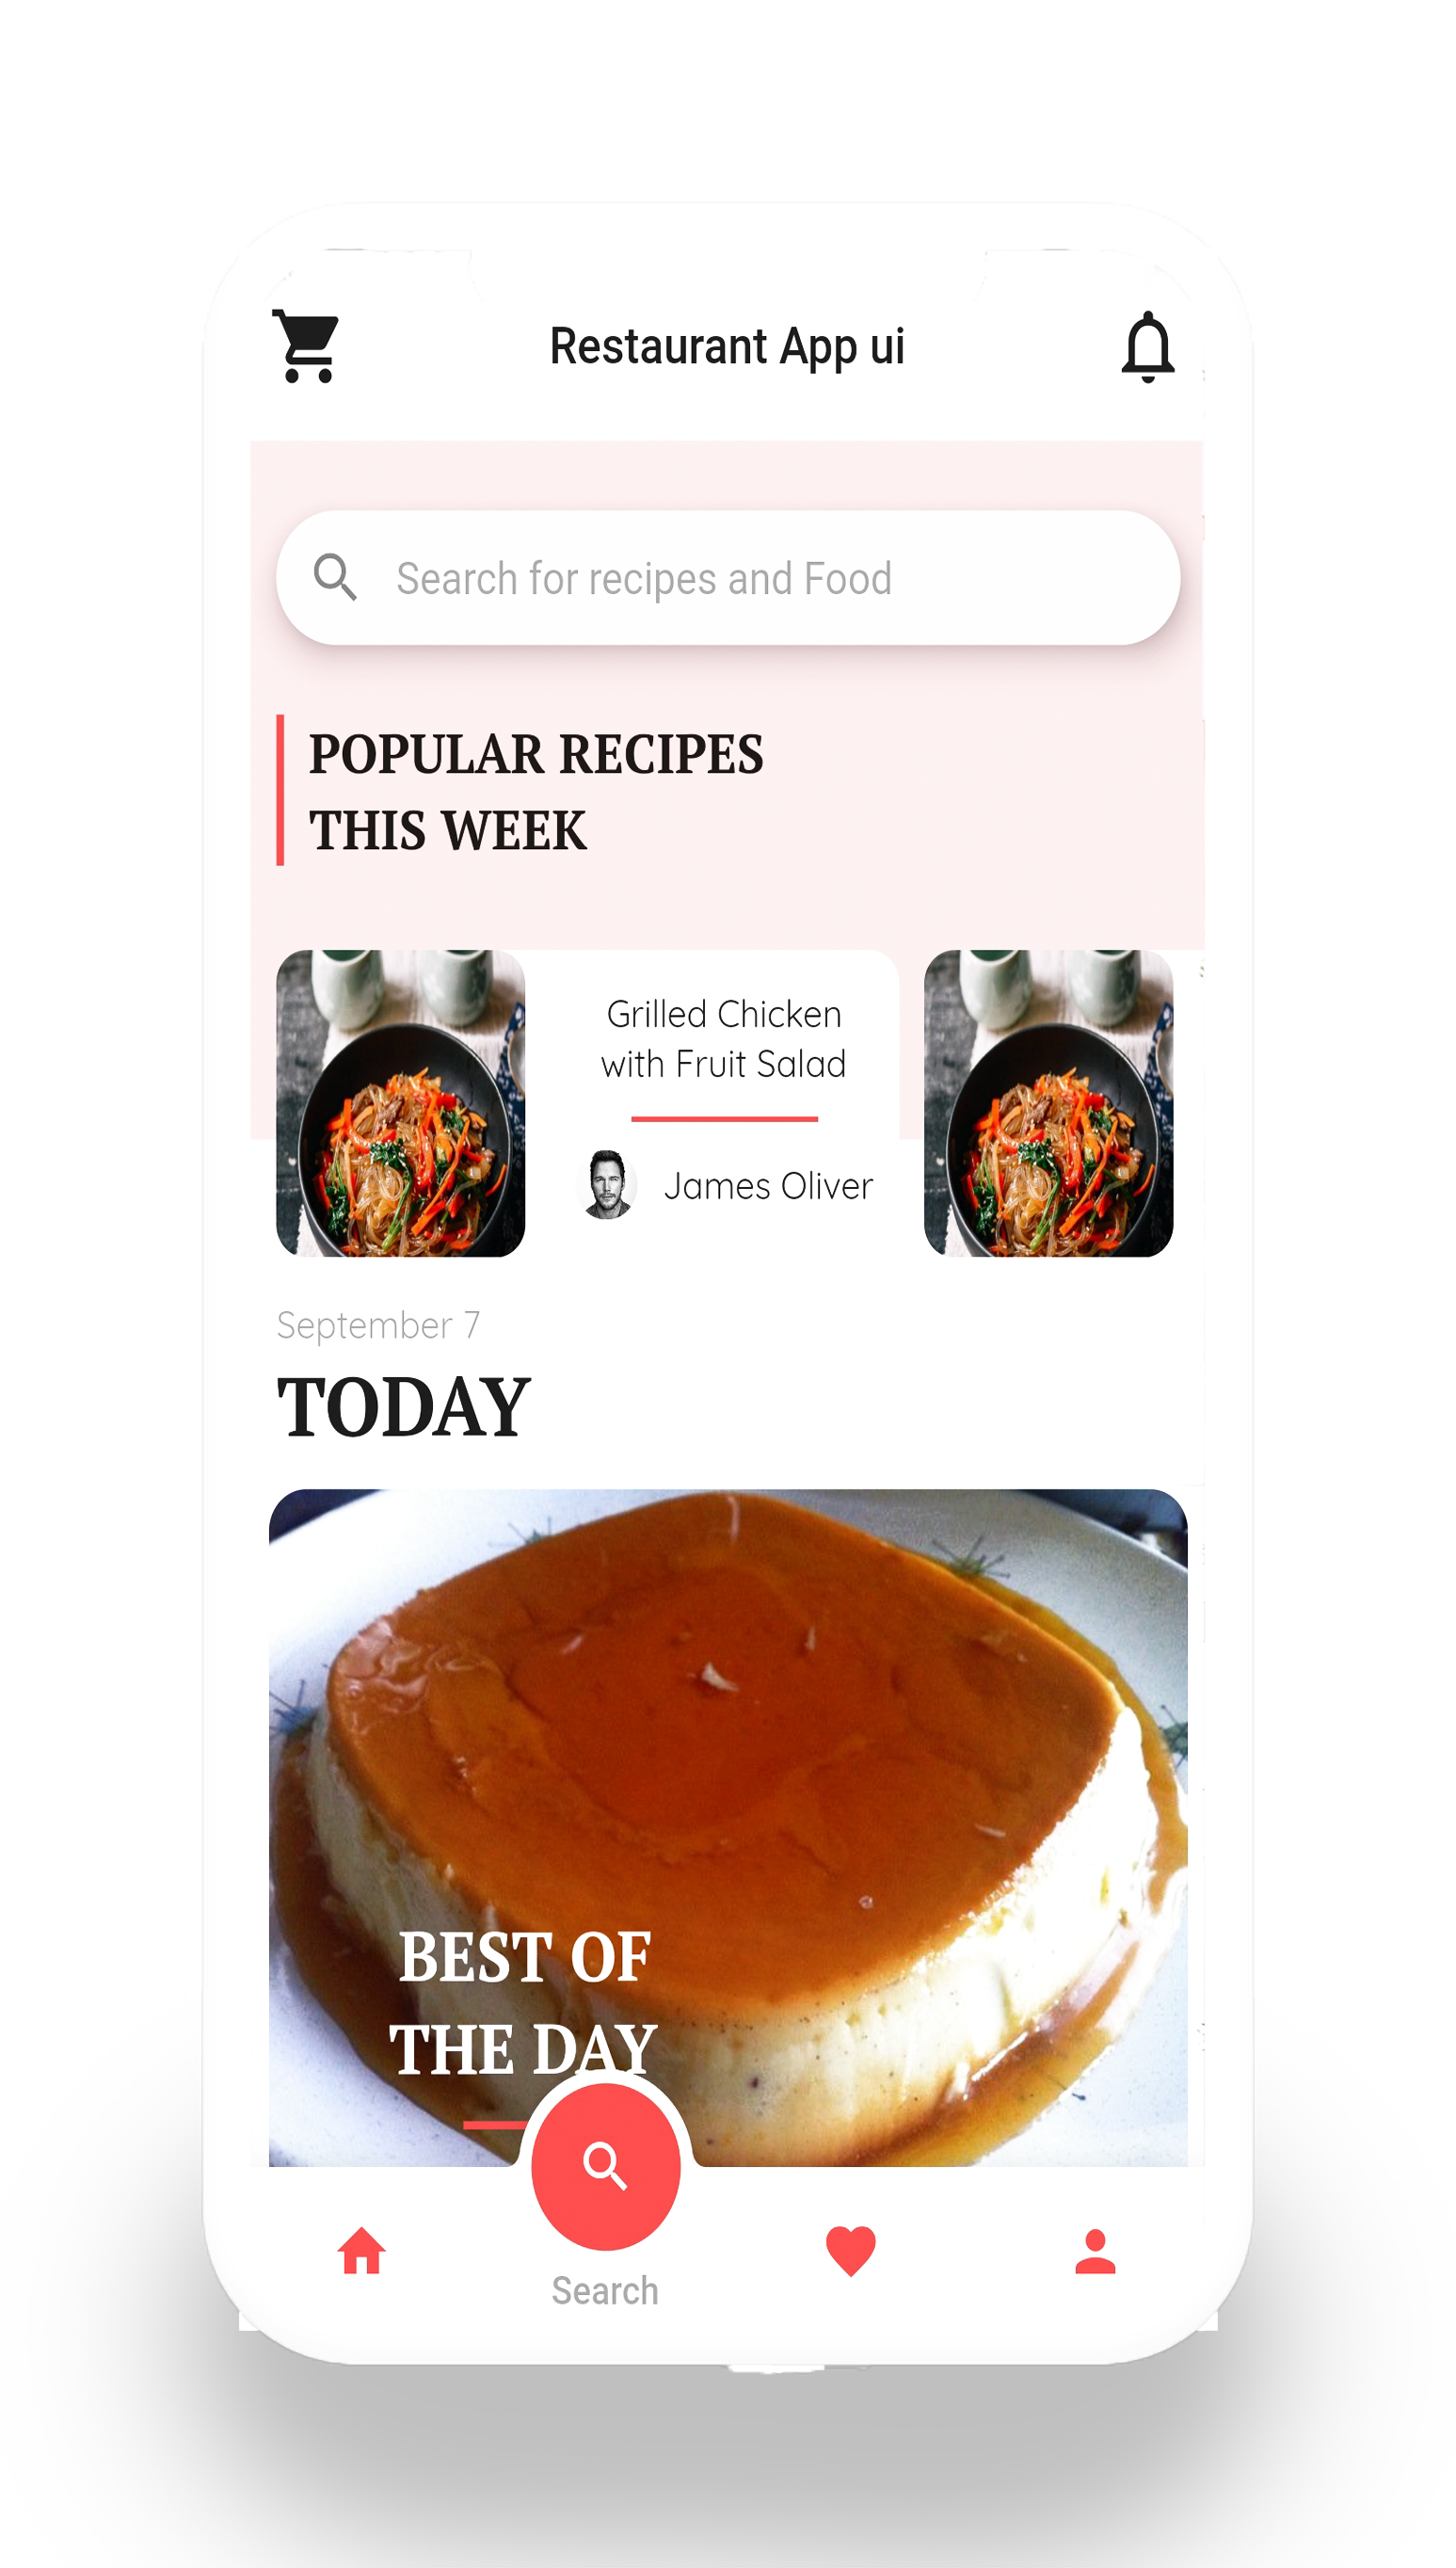 Restaurant App ui
Search for recipes and Food
POPULAR RECIPES
THIS WEEK
Grilled Chicken
with Fruit Salad
James Oliver
September 7
TODAY
BEST OF
THE DAY
Search